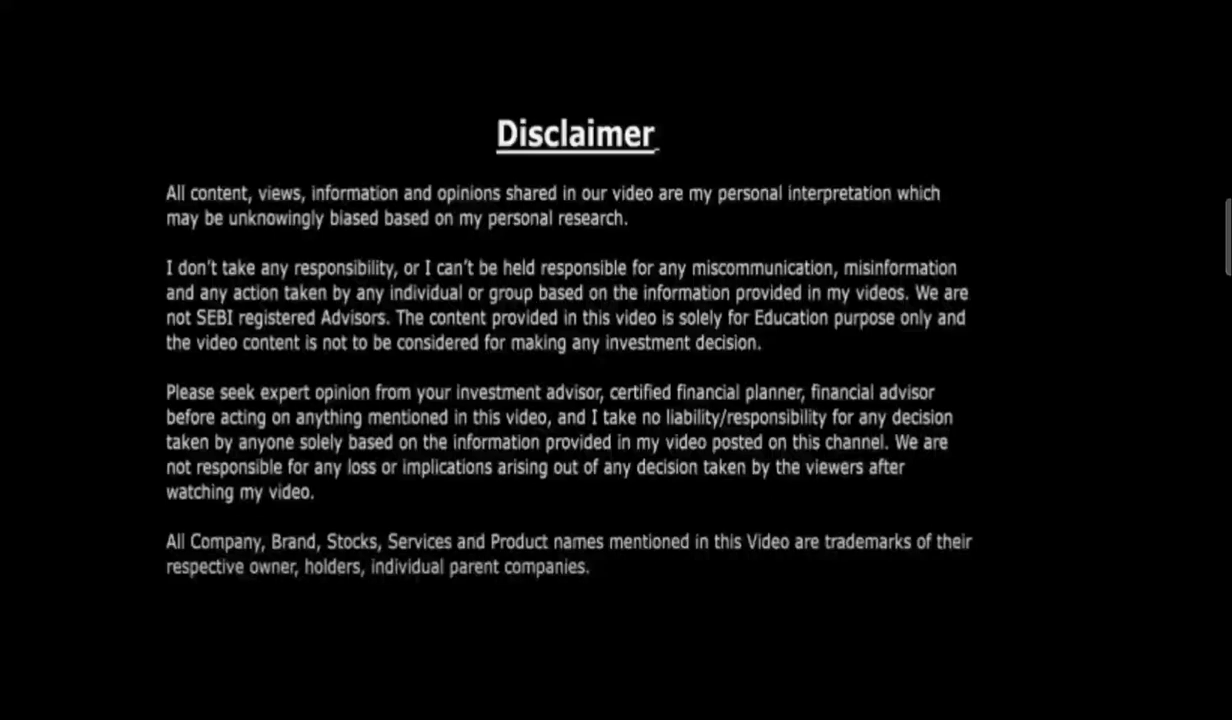 Disclaimer
All content, views, information and opinions shared in our video are my personal interpretation which
may be unknowingly biased based on my personal research.
I don't take any responsibility, or I can't be held responsible for any miscommunication, misinformation
and any action taken by any individual or group based on the information provided in my videos. We are
not SEBI registered Advisors. The content provided in this video is solely for Education purpose only and
the video content is not to be considered for making any investment decision.
Please seek expert opinion from your investment advisor, certified financial planner, financial advisor
before acting on anything mentioned in this video, and I take no liability/responsibility for any decision
taken by anyone solely based on the information provided in my video posted on this channel. We are
not responsible for any loss or implications arising out of any decision taken by the viewers after
watching my video.
All Company, Brand, Stocks, Services and Product names mentioned in this Video are trademarks of their
respective owner, holders, individual parent companies.